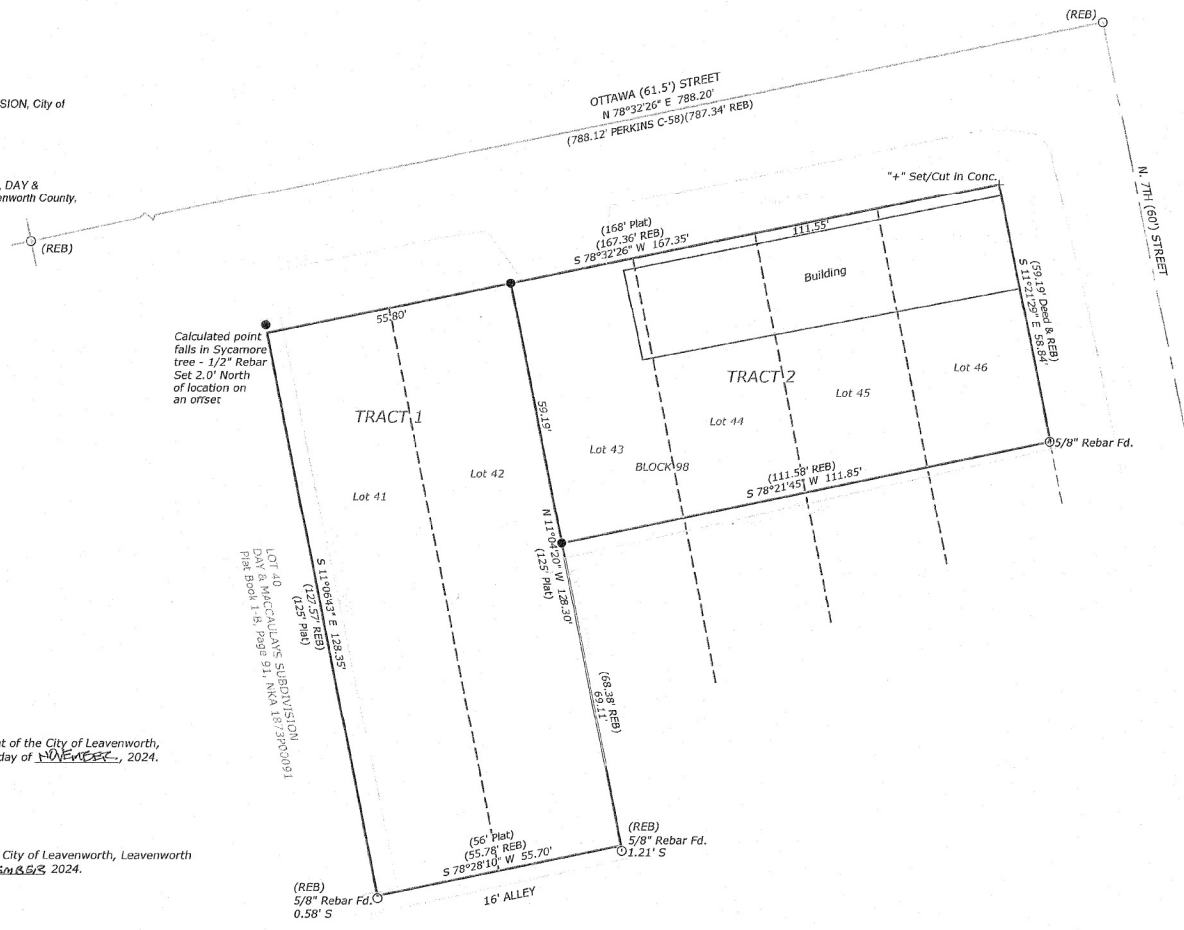 (REB)
SION, City of
OTTAWA (61.5') STREET
N 78°32'26" E 788.20'
(788.12' PERKINS C-58)(787.34' REB)
, DAY &
enworth County.
(REB)
"+" Set/Cut in Conc.
N. 7TH (60') STREET
(168' Plat)
(167.36' REB)
S 78°32'26" W 167.35'
111.55'
Building
(59.19' Deed & REB)
S 11°21'29" E 58.84'
55.80'
Calculated point
falls in Sycamore
tree - 1/2" Rebar
Set 2.0' North
of location on
an offset
TRACT 1
TRACT 2
59.19'
Lot 46
Lot 45
Lot 44
Lot 43
BLOCK 98
Lot 42
Lot 41
5/8" Rebar Fd.
(111.58' REB)
S 78°21'45" W 111.85'
N 11°04'20" W 128.30'
(125' Plat)
S 11°06'43" E 128.35'
(127.57' REB)
(125' Plat)
LOT 40
DAY & MACCAULAYS SUBDIVISION
Plat Book 1-B, Page 91, NKA 1873P00091
(68.38' REB)
69.11'
t of the City of Leavenworth,
day of NOVEMBER, 2024.
(56' Plat)
(55.78' REB)
S 78°28'10" W 55.70'
(REB)
5/8" Rebar Fd.
1.21' S
City of Leavenworth, Leavenworth
EMBER 2024.
(REB)
5/8" Rebar Fd.
0.58' S
16' ALLEY